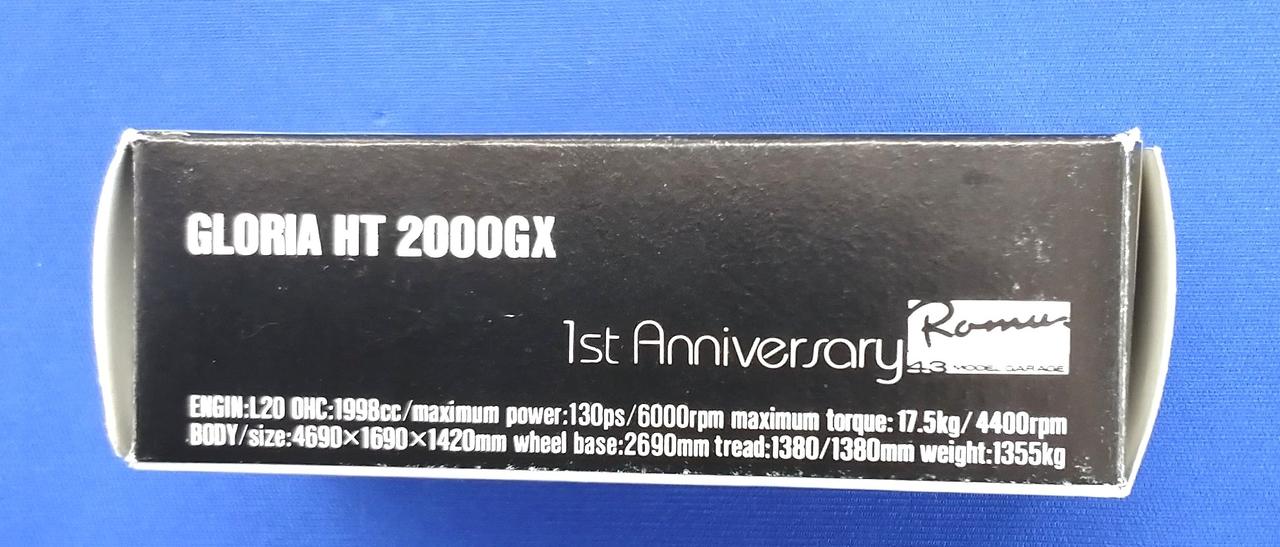 GLORIA HT 2000GX
1st Anniversary
Romu
43 MODEL GARAGE
ENGIN:L20 OHC:1998cc/maximum power:130ps/6000rpm maximum torque:17.5kg/4400rpm
BODY/size:4690×1690×1420mm wheel base:2690mm tread:1380/1380mm weight:1355kg